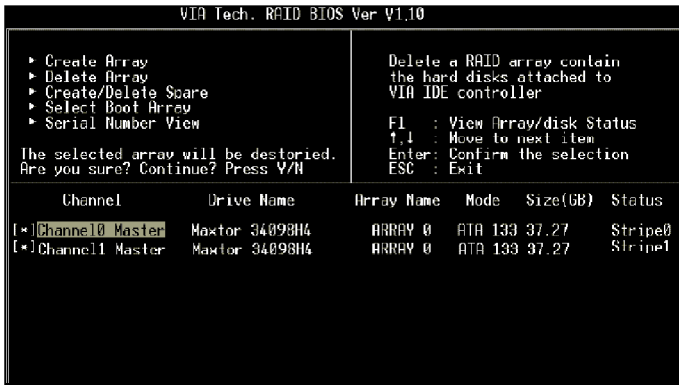 VIA Tech. RAID BIOS Ver V1.10
Create Array
Delete Array
Create/Delete Spare
Select Boot Array
Serial Number View
The selected array will be destoried.
Are you sure? Continue? Press Y/N
Delete a RAID array contain
the hard disks attached to
VIA IDE controller
F1 : View Array/disk Status
↑,↓ : Move to next item
Enter: Confirm the selection
ESC : Exit
Channel Drive Name Array Name Mode Size(GB) Status
[*]Channel0 Master Maxtor 34098H4 ARRAY 0 ATA 133 37.27 Stripe0
[*]Channel1 Master Maxtor 34098H4 ARRAY 0 ATA 133 37.27 Stripe1